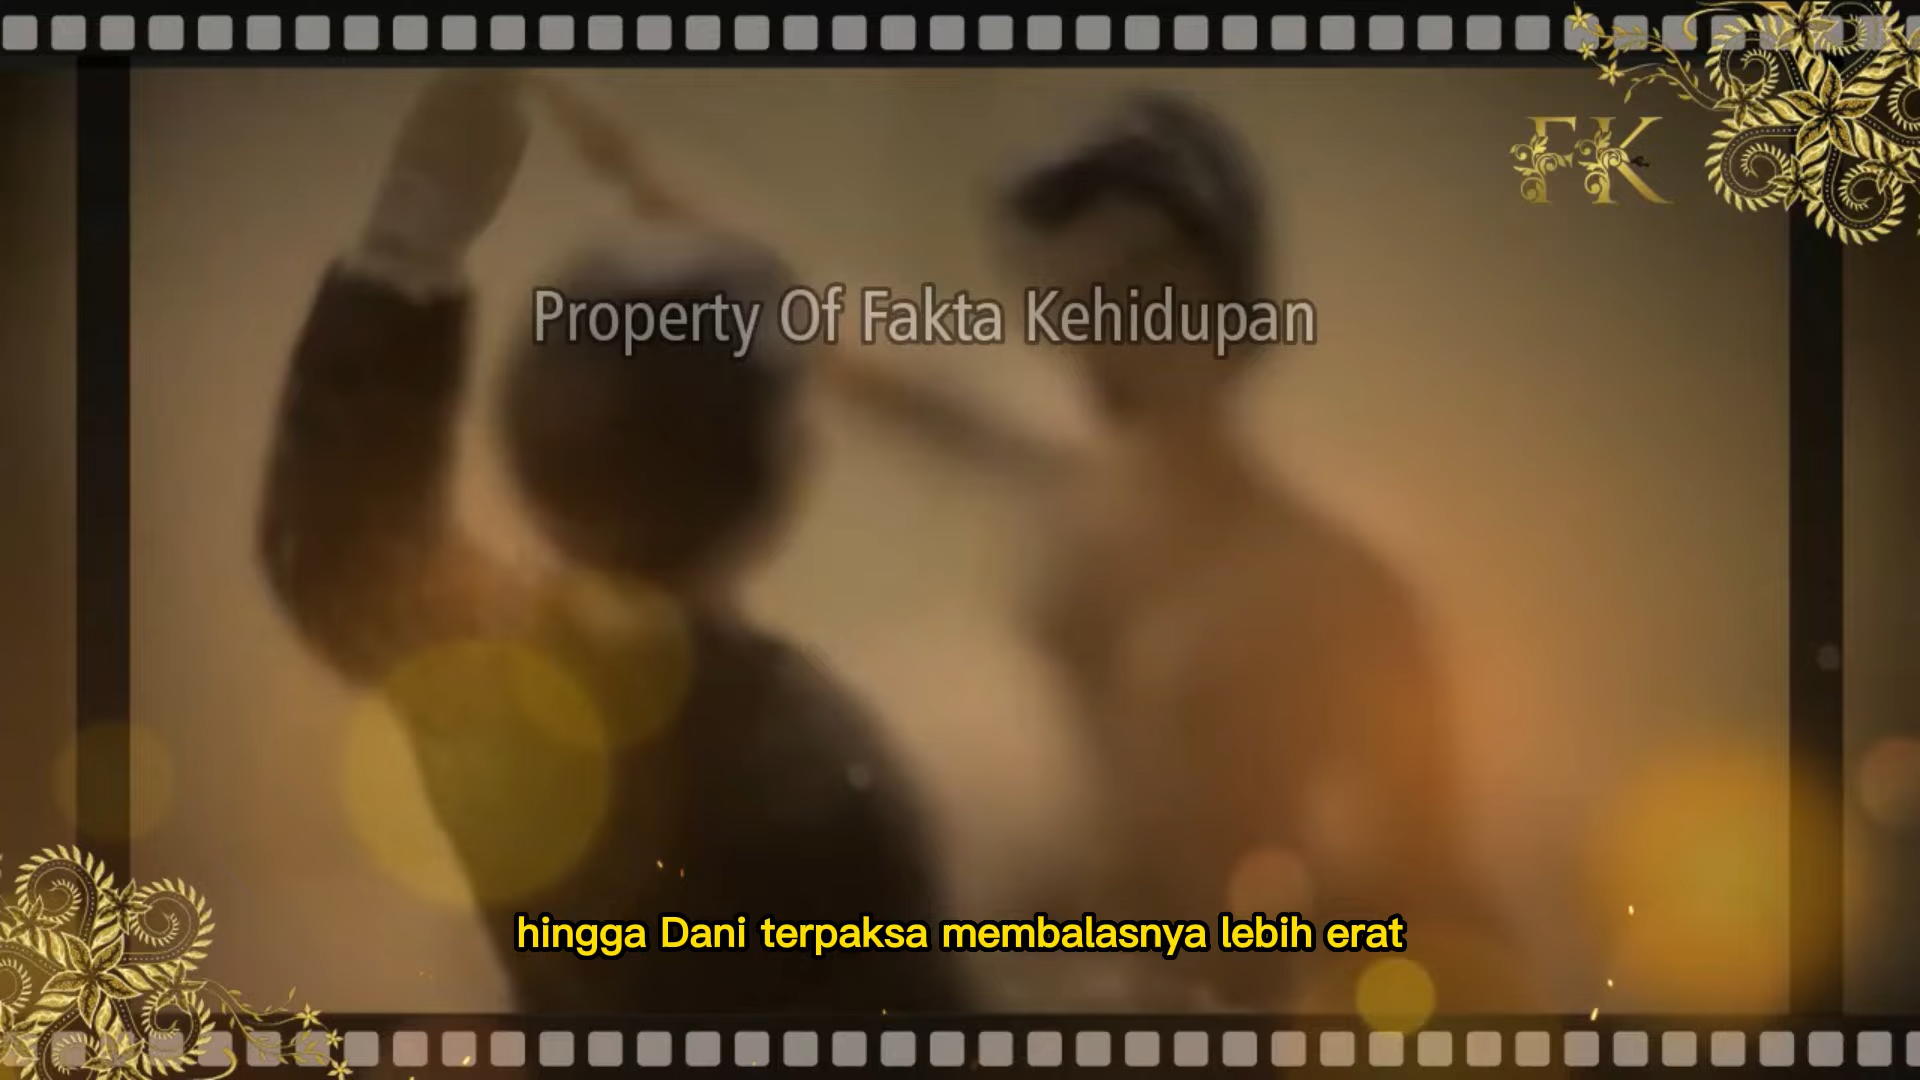 FK
Property Of Fakta Kehidupan
hingga Dani terpaksa membalasnya lebih erat